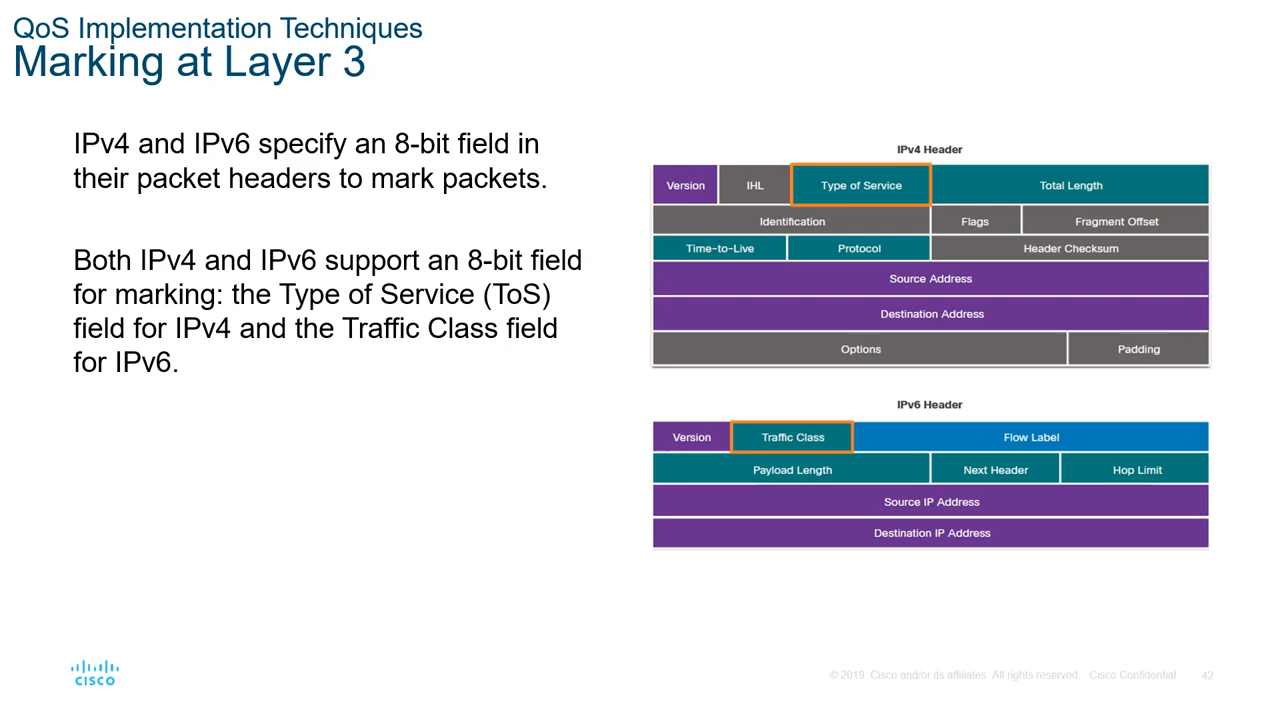 QoS Implementation Techniques
Marking at Layer 3
IPv4 and IPv6 specify an 8-bit field in
their packet headers to mark packets.
Both IPv4 and IPv6 support an 8-bit field
for marking: the Type of Service (ToS)
field for IPv4 and the Traffic Class field
for IPv6.
IPv4 Header
Version IHL Type of Service Total Length
Identification Flags Fragment Offset
Time-to-Live Protocol Header Checksum
Source Address
Destination Address
Options Padding
IPv6 Header
Version Traffic Class Flow Label
Payload Length Next Header Hop Limit
Source IP Address
Destination IP Address
CISCO
© 2019 Cisco and/or its affiliates. All rights reserved. Cisco Confidential 42